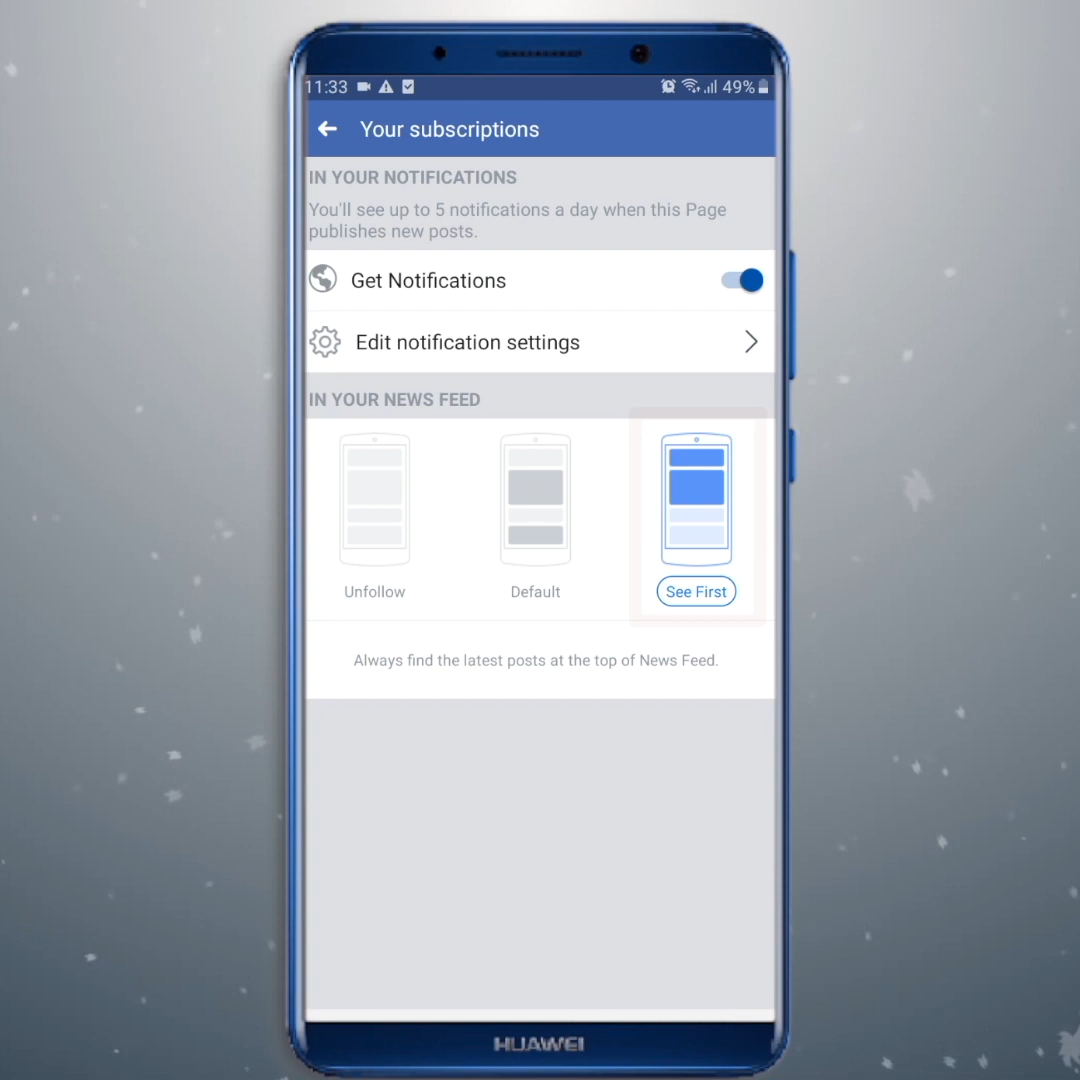 11:33
49%
Your subscriptions
IN YOUR NOTIFICATIONS
You'll see up to 5 notifications a day when this Page
publishes new posts.
Get Notifications
Edit notification settings
IN YOUR NEWS FEED
Unfollow
Default
See First
Always find the latest posts at the top of News Feed.
HUAWEI